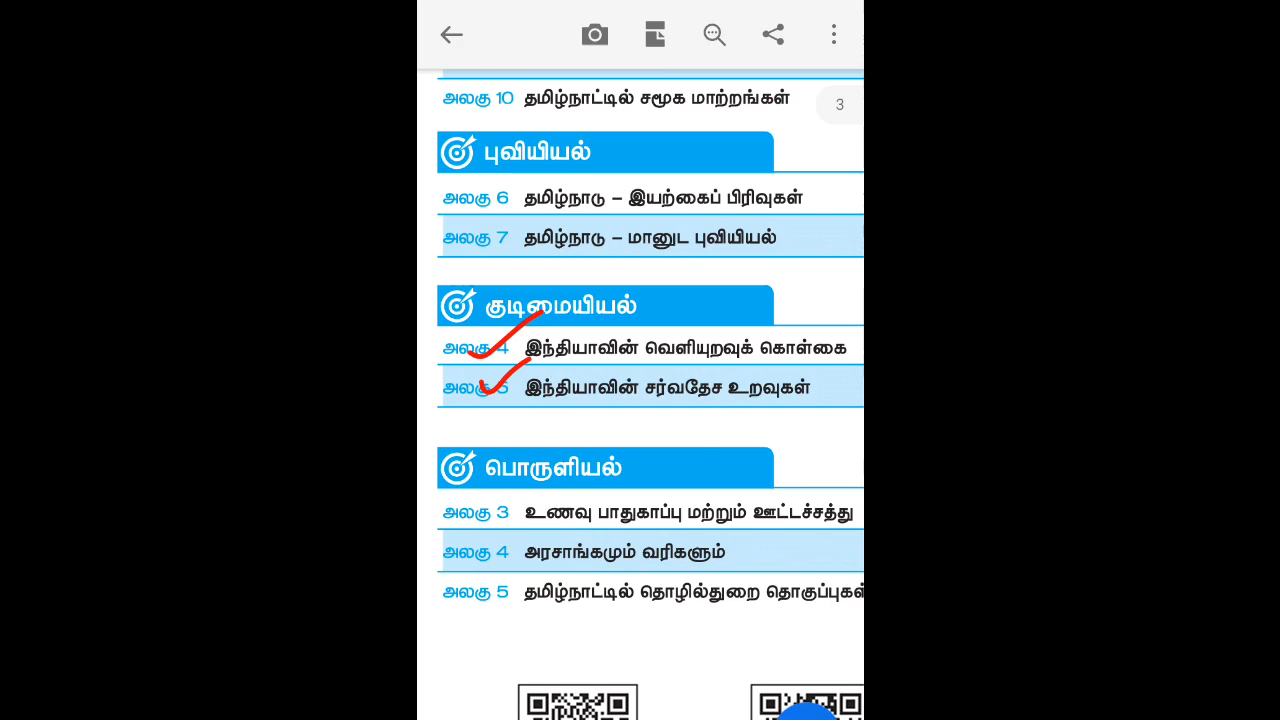 அலகு 10 தமிழ்நாட்டில் சமூக மாற்றங்கள்
3
புவியியல்
அலகு 6 தமிழ்நாடு – இயற்கைப் பிரிவுகள்
அலகு 7 தமிழ்நாடு – மானுட புவியியல்
குடிமையியல்
அலகு 4 இந்தியாவின் வெளியுறவுக் கொள்கை
அலகு 5 இந்தியாவின் சர்வதேச உறவுகள்
பொருளியல்
அலகு 3 உணவு பாதுகாப்பு மற்றும் ஊட்டச்சத்து
அலகு 4 அரசாங்கமும் வரிகளும்
அலகு 5 தமிழ்நாட்டில் தொழில்துறை தொகுப்புகள்